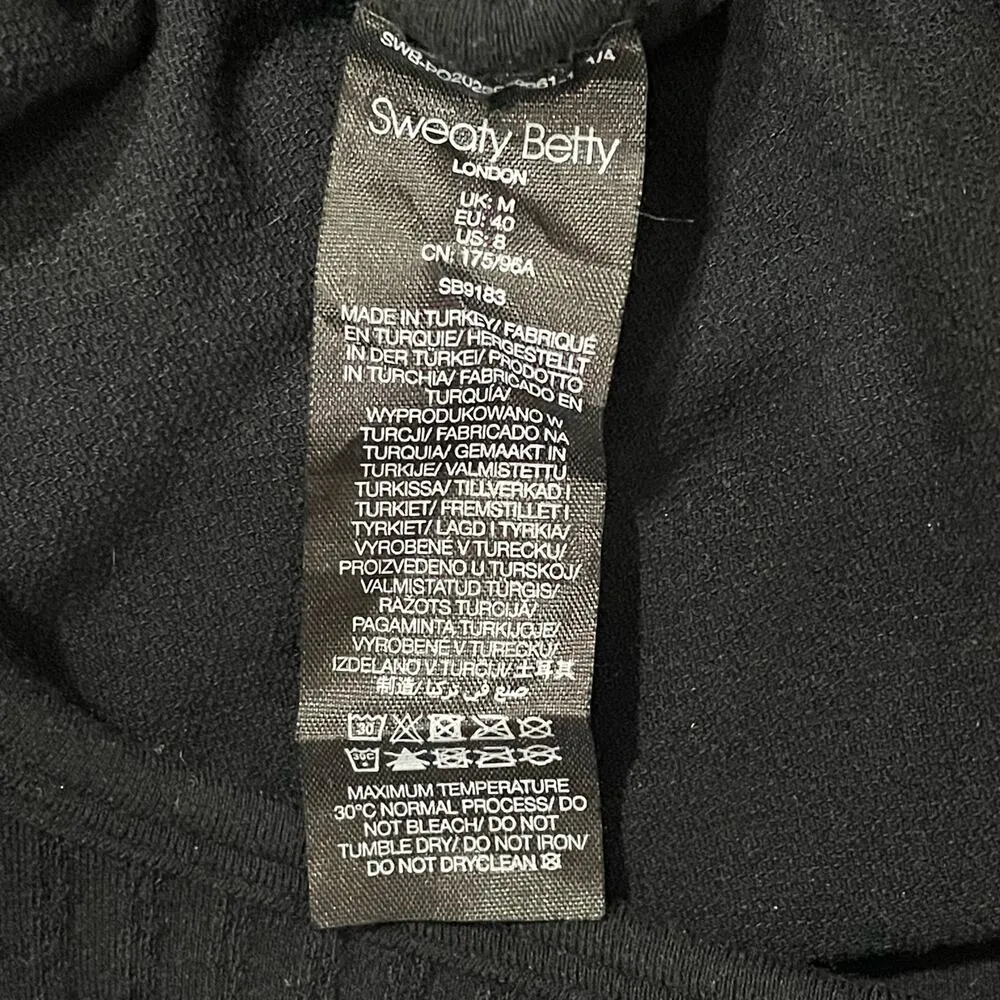 1/4
Sweaty Betty
LONDON
UK: M
EU: 40
US: 8
CN: 175/96A
SB9183
MADE IN TURKEY/ FABRIQUÉ
EN TURQUIE/ HERGESTELLT
IN DER TÜRKEI/ PRODOTTO
IN TURCHIA/ FABRICADO EN
TURQUÍA/
WYPRODUKOWANO W
TURCJI/ FABRICADO NA
TURQUIA/ GEMAAKT IN
TURKIJE/ VALMISTETTU
TURKISSA/ TILLVERKAD I
TURKIET/ FREMSTILLET I
TYRKIET/ LAGD I TYRKIA/
VYROBENÉ V TURECKU/
PROIZVEDENO U TURSKOJ/
VALMISTATUD TÜRGIS/
RAŽOTS TURCIJĀ/
PAGAMINTA TURKIJOJE/
VYROBENÉ V TURECKU/
IZDELANO V TURČIJI/ 土耳其
制造/ صنع في تركيا
30
30C
MAXIMUM TEMPERATURE
30°C NORMAL PROCESS/ DO
NOT BLEACH/ DO NOT
TUMBLE DRY/ DO NOT IRON/
DO NOT DRYCLEAN